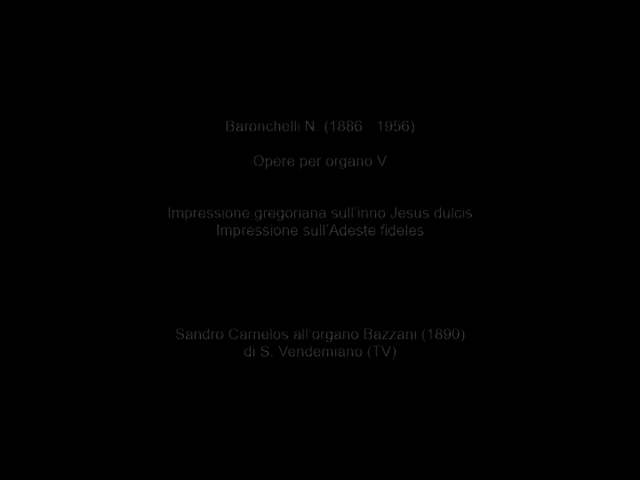 Baronchelli N. (1886 - 1956)
Opere per organo V
Impressione gregoriana sull'inno Jesus dulcis
Impressione sull'Adeste fideles
Sandro Carnelos all'organo Bazzani (1890)
di S. Vendemiano (TV)